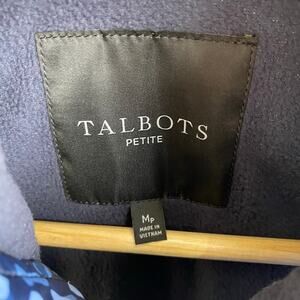 TALBOTS
PETITE
MP
MADE IN
VIETNAM